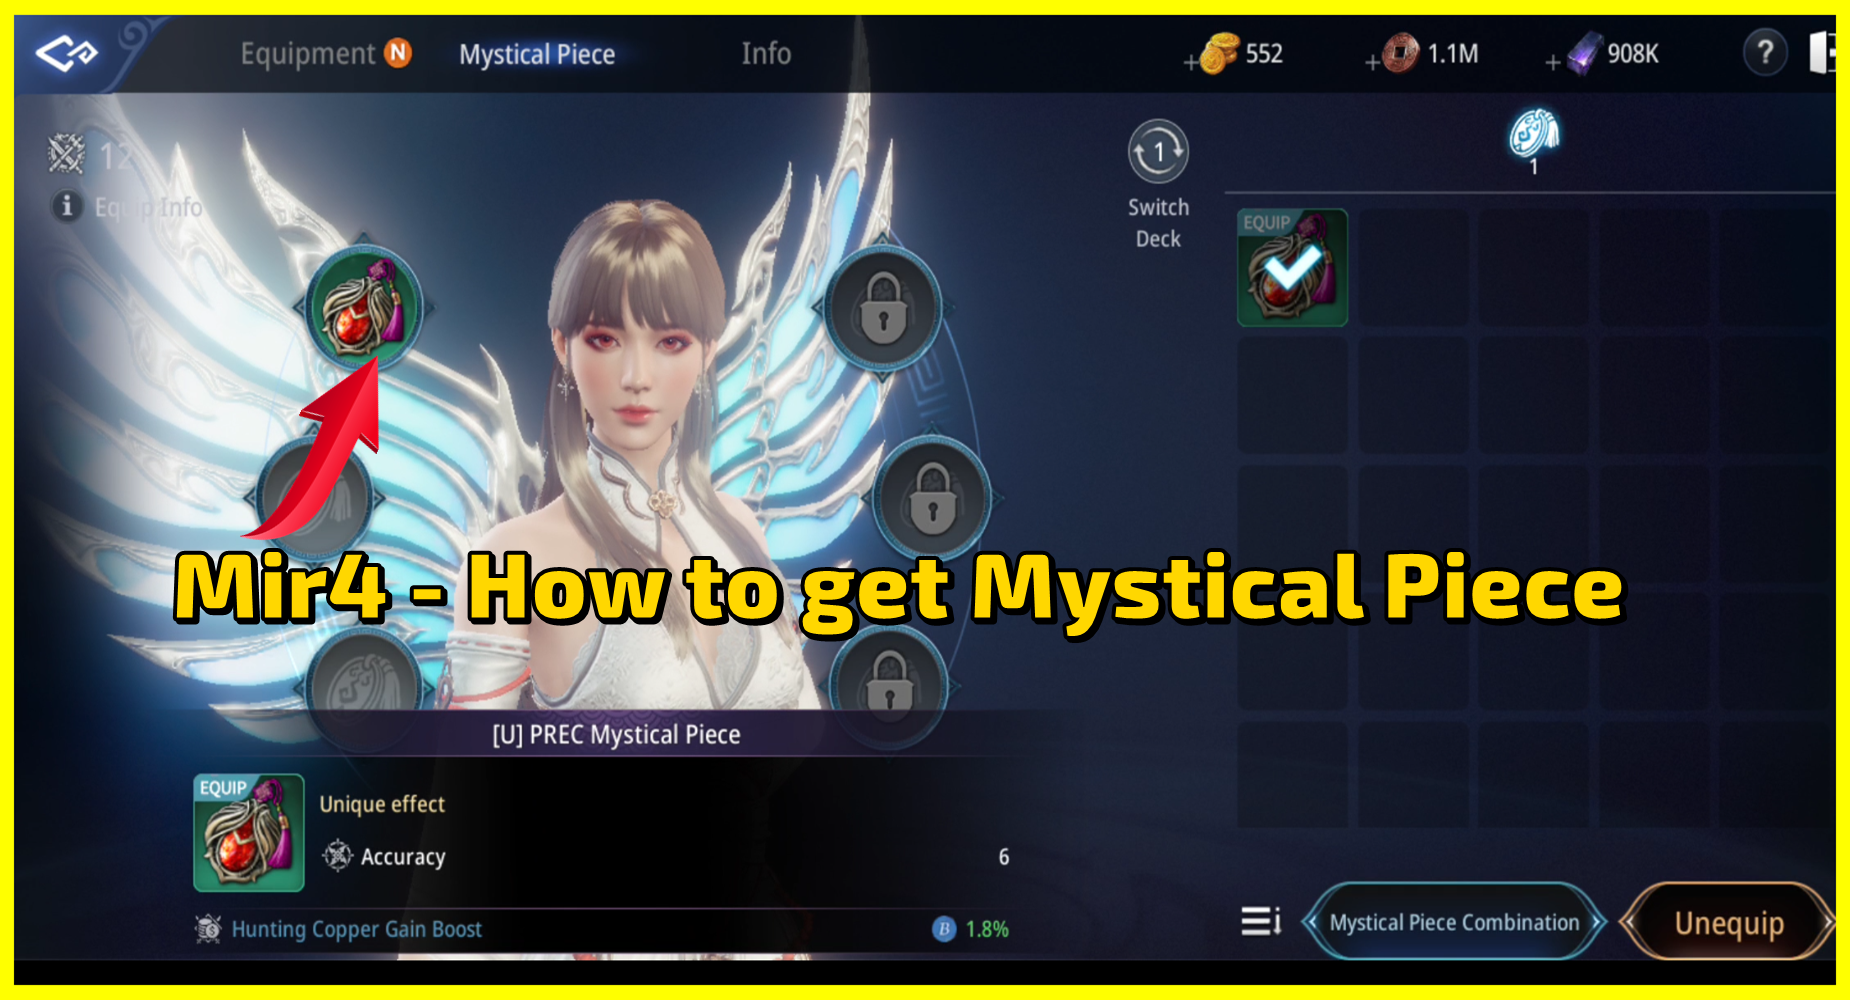 Equipment N
Mystical Piece
Info
552
1.1M
908K
?
12
Equip Info
1
Switch
Deck
1
EQUIP
Mir4 - How to get Mystical Piece
[U] PREC Mystical Piece
EQUIP
Unique effect
Accuracy
6
Hunting Copper Gain Boost
B 1.8%
Mystical Piece Combination
Unequip